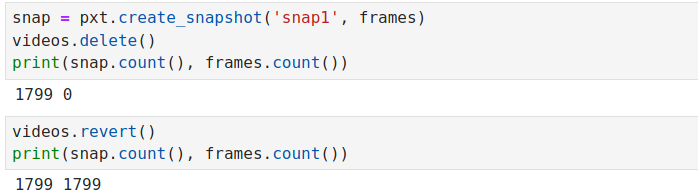 snap = pxt.create_snapshot('snap1', frames)
videos.delete()
print(snap.count(), frames.count())
1799 0
videos.revert()
print(snap.count(), frames.count())
1799 1799